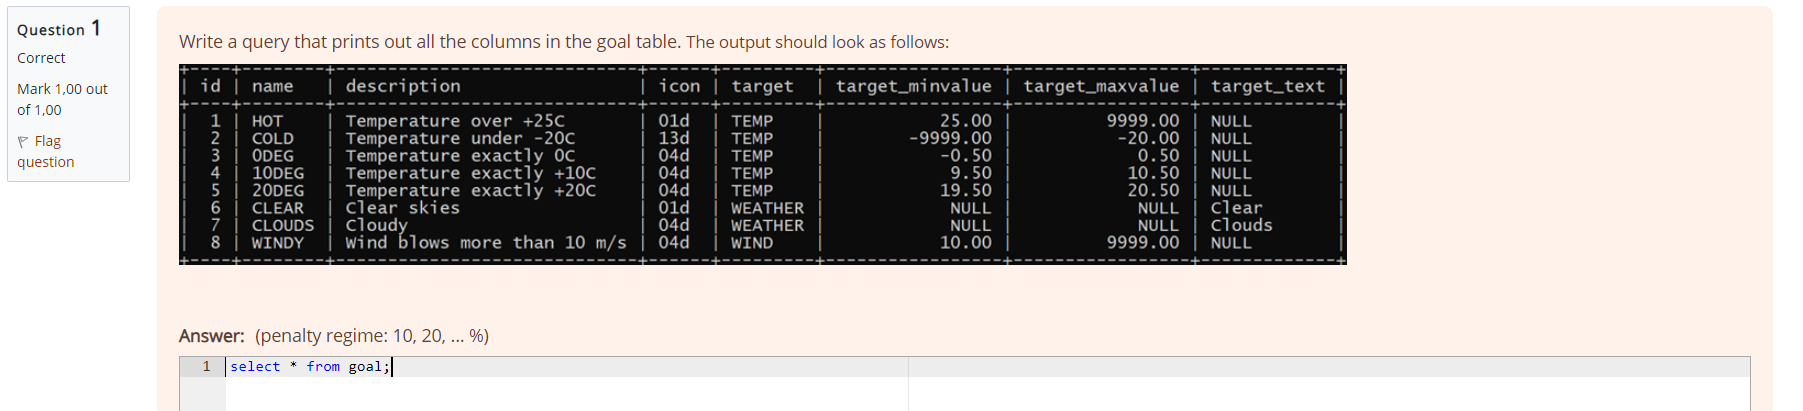 Question 1
Correct
Mark 1,00 out
of 1,00
Flag
question
Write a query that prints out all the columns in the goal table. The output should look as follows:
| id | name | description | icon | target | target_minvalue | target_maxvalue | target_text |
| 1 | HOT | Temperature over +25C | 01d | TEMP | 25.00 | 9999.00 | NULL |
| 2 | COLD | Temperature under -20C | 13d | TEMP | -9999.00 | -20.00 | NULL |
| 3 | 0DEG | Temperature exactly 0C | 04d | TEMP | -0.50 | 0.50 | NULL |
| 4 | 10DEG | Temperature exactly +10C | 04d | TEMP | 9.50 | 10.50 | NULL |
| 5 | 20DEG | Temperature exactly +20C | 04d | TEMP | 19.50 | 20.50 | NULL |
| 6 | CLEAR | Clear skies | 01d | WEATHER | NULL | NULL | Clear |
| 7 | CLOUDS | Cloudy | 04d | WEATHER | NULL | NULL | Clouds |
| 8 | WINDY | Wind blows more than 10 m/s | 04d | WIND | 10.00 | 9999.00 | NULL |
Answer: (penalty regime: 10, 20, ... %)
1 select * from goal;